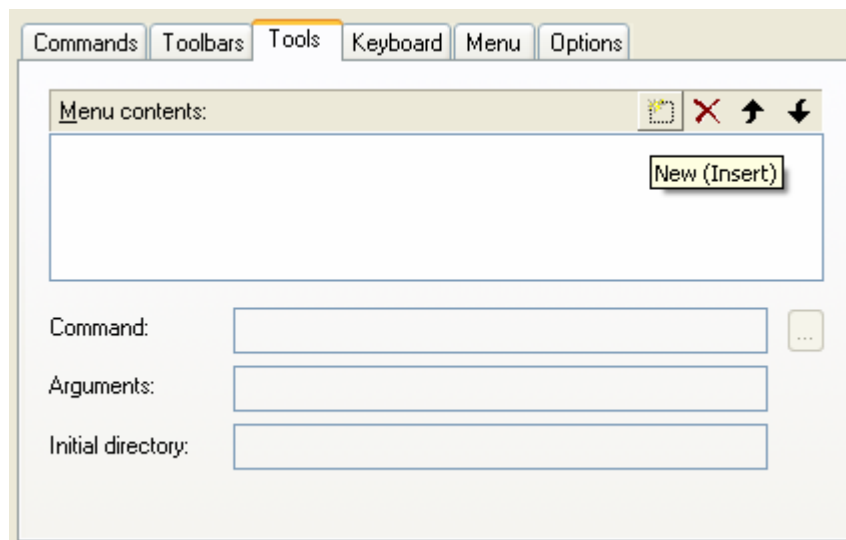 Commands Toolbars Tools Keyboard Menu Options
Menu contents:
New (Insert)
Command:
...
Arguments:
Initial directory: